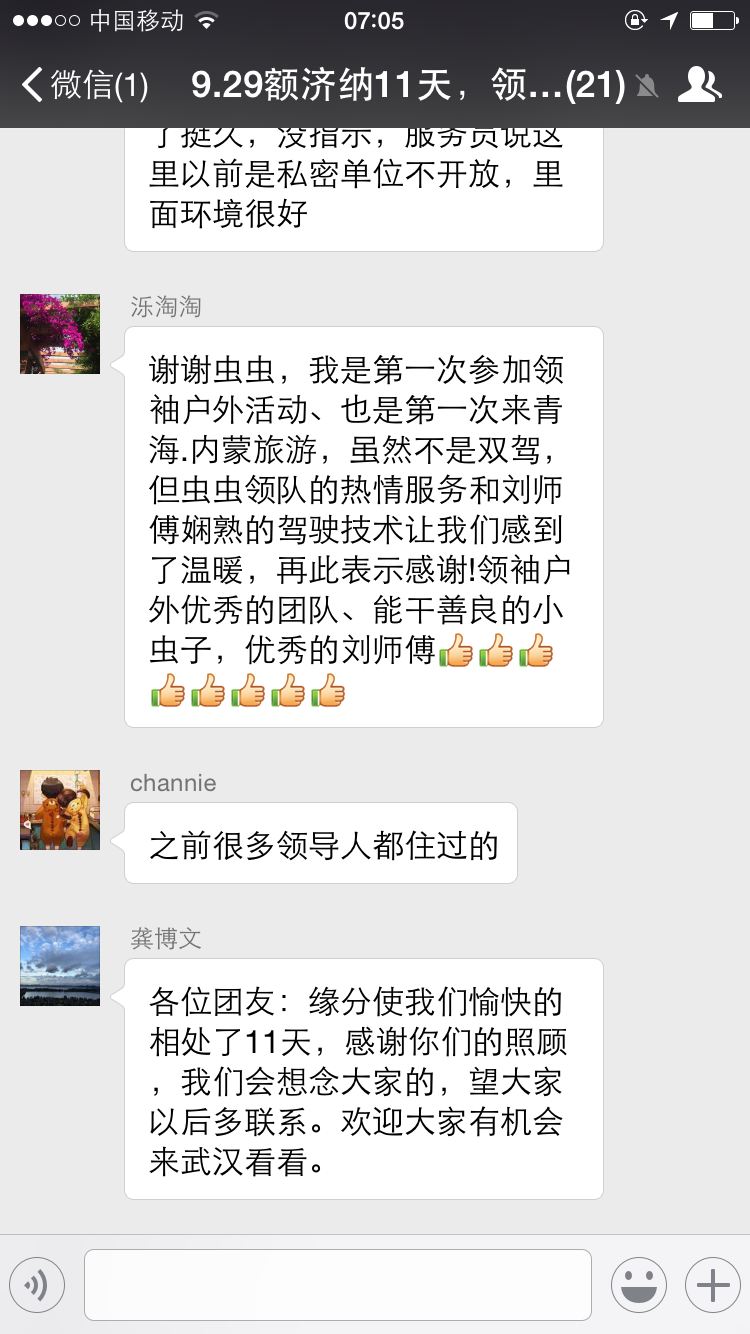 中国移动
07:05
微信(1)
9.29额济纳11天，领…(21)
了挺久，没指示，服务员说这
里以前是私密单位不开放，里
面环境很好
泺淘淘
谢谢虫虫，我是第一次参加领
袖户外活动、也是第一次来青
海.内蒙旅游，虽然不是双驾，
但虫虫领队的热情服务和刘师
傅娴熟的驾驶技术让我们感到
了温暖，再此表示感谢!领袖户
外优秀的团队、能干善良的小
虫子，优秀的刘师傅👍👍👍
👍👍👍👍👍
channie
之前很多领导人都住过的
龚博文
各位团友：缘分使我们愉快的
相处了11天，感谢你们的照顾
，我们会想念大家的，望大家
以后多联系。欢迎大家有机会
来武汉看看。